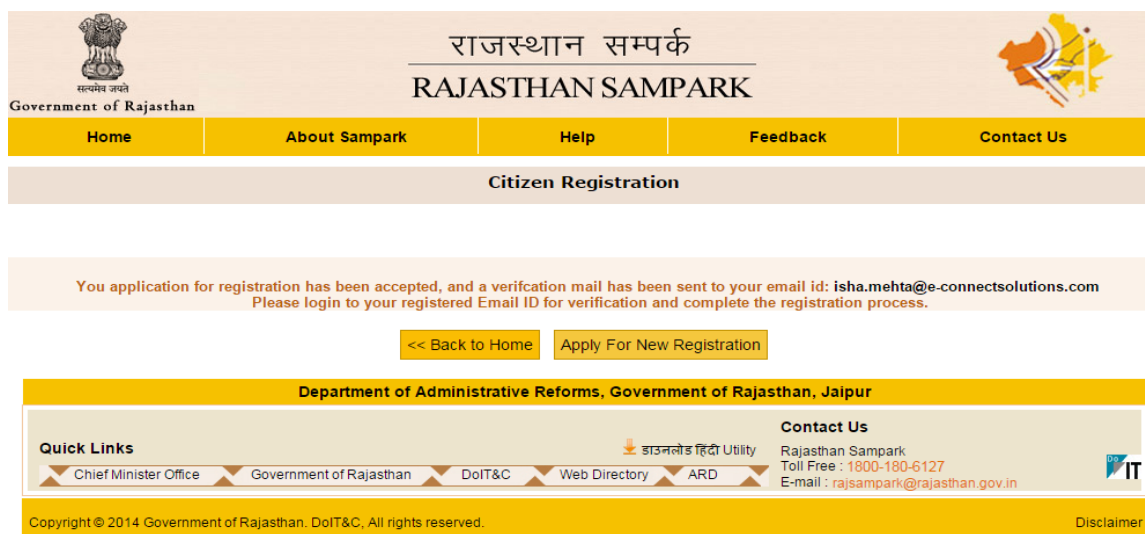 राजस्थान सम्पर्क
सत्यमेव जयते
Government of Rajasthan
RAJASTHAN SAMPARK
Home About Sampark Help Feedback Contact Us
Citizen Registration
You application for registration has been accepted, and a verifcation mail has been sent to your email id: isha.mehta@e-connectsolutions.com
Please login to your registered Email ID for verification and complete the registration process.
<< Back to Home Apply For New Registration
Department of Administrative Reforms, Government of Rajasthan, Jaipur
Quick Links
डाउनलोड हिंदी Utility
Chief Minister Office Government of Rajasthan DoIT&C Web Directory ARD
Contact Us
Rajasthan Sampark
Toll Free : 1800-180-6127
E-mail : rajsampark@rajasthan.gov.in
Do IT
Copyright © 2014 Government of Rajasthan. DoIT&C, All rights reserved. Disclaimer